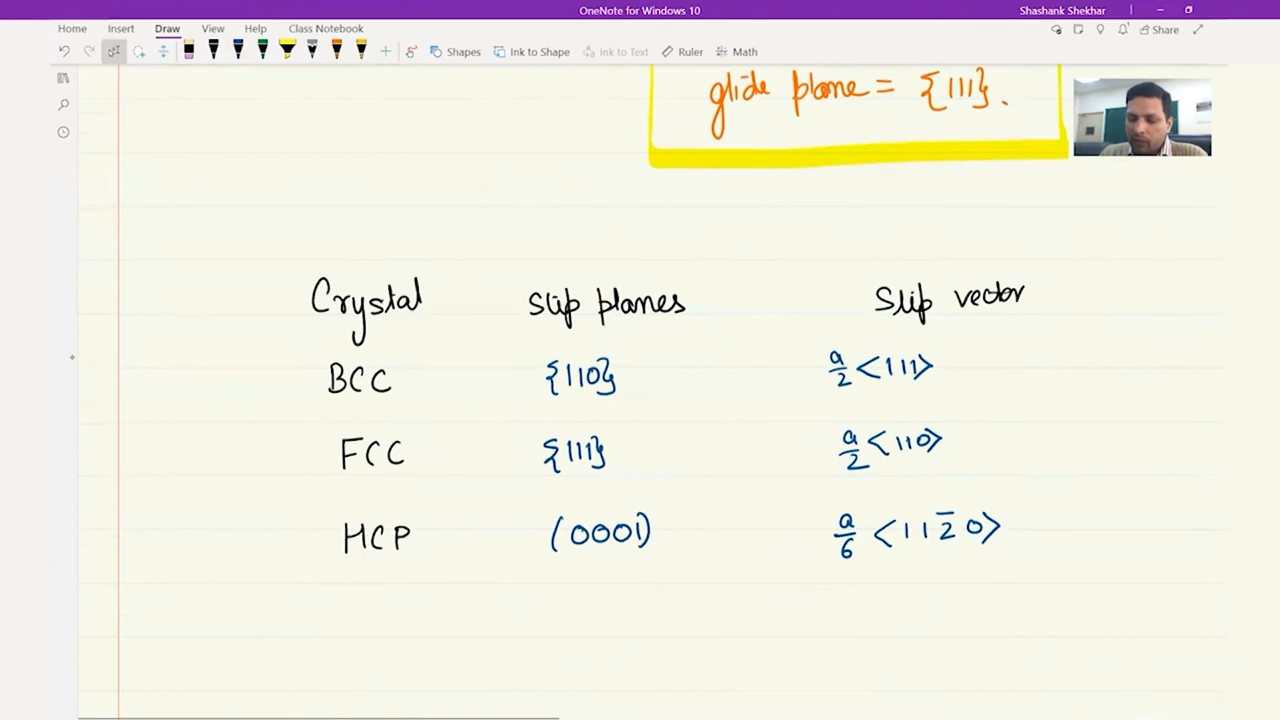 OneNote for Windows 10
Shashank Shekhar
Home Insert Draw View Help Class Notebook
Shapes Ink to Shape Ink to Text Ruler Math Share
glide plane = {111}.
Crystal Slip planes Slip vector
BCC {110} a/2 <111>
FCC {111} a/2 <110>
HCP (0001) a/6 <112̄0>